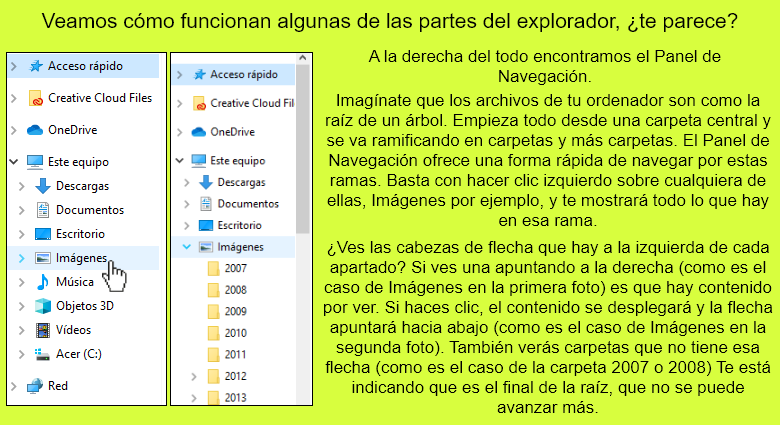 Veamos cómo funcionan algunas de las partes del explorador, ¿te parece?
Acceso rápido
Creative Cloud Files
OneDrive
Este equipo
Descargas
Documentos
Escritorio
Imágenes
Música
Objetos 3D
Vídeos
Acer (C:)
Red
Acceso rápido
Creative Cloud Fil
OneDrive
Este equipo
Descargas
Documentos
Escritorio
Imágenes
2007
2008
2009
2010
2011
2012
2013
A la derecha del todo encontramos el Panel de
Navegación.
Imagínate que los archivos de tu ordenador son como la
raíz de un árbol. Empieza todo desde una carpeta central y
se va ramificando en carpetas y más carpetas. El Panel de
Navegación ofrece una forma rápida de navegar por estas
ramas. Basta con hacer clic izquierdo sobre cualquiera de
ellas, Imágenes por ejemplo, y te mostrará todo lo que hay
en esa rama.
¿Ves las cabezas de flecha que hay a la izquierda de cada
apartado? Si ves una apuntando a la derecha (como es el
caso de Imágenes en la primera foto) es que hay contenido
por ver. Si haces clic, el contenido se desplegará y la flecha
apuntará hacia abajo (como es el caso de Imágenes en la
segunda foto). También verás carpetas que no tiene esa
flecha (como es el caso de la carpeta 2007 o 2008) Te está
indicando que es el final de la raíz, que no se puede
avanzar más.